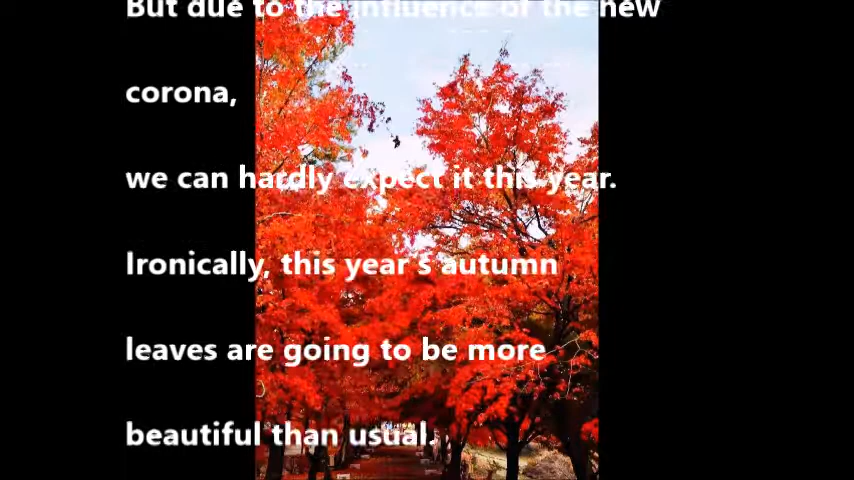 But due to the influence of the new
corona,
we can hardly expect it this year.
Ironically, this year's autumn
leaves are going to be more
beautiful than usual.